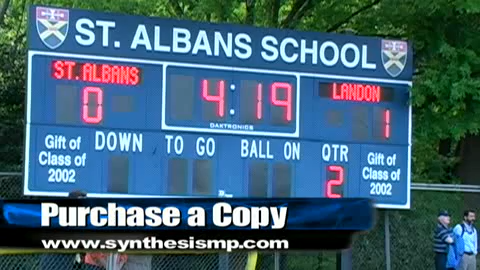 ST. ALBANS SCHOOL
ST.ALBANS
0
4:19
DAKTRONICS
LANDON
1
Gift of
Class of
2002
DOWN
TO GO
BALL ON
QTR
2
Gift of
Class of
2002
Purchase a Copy
www.synthesismp.com